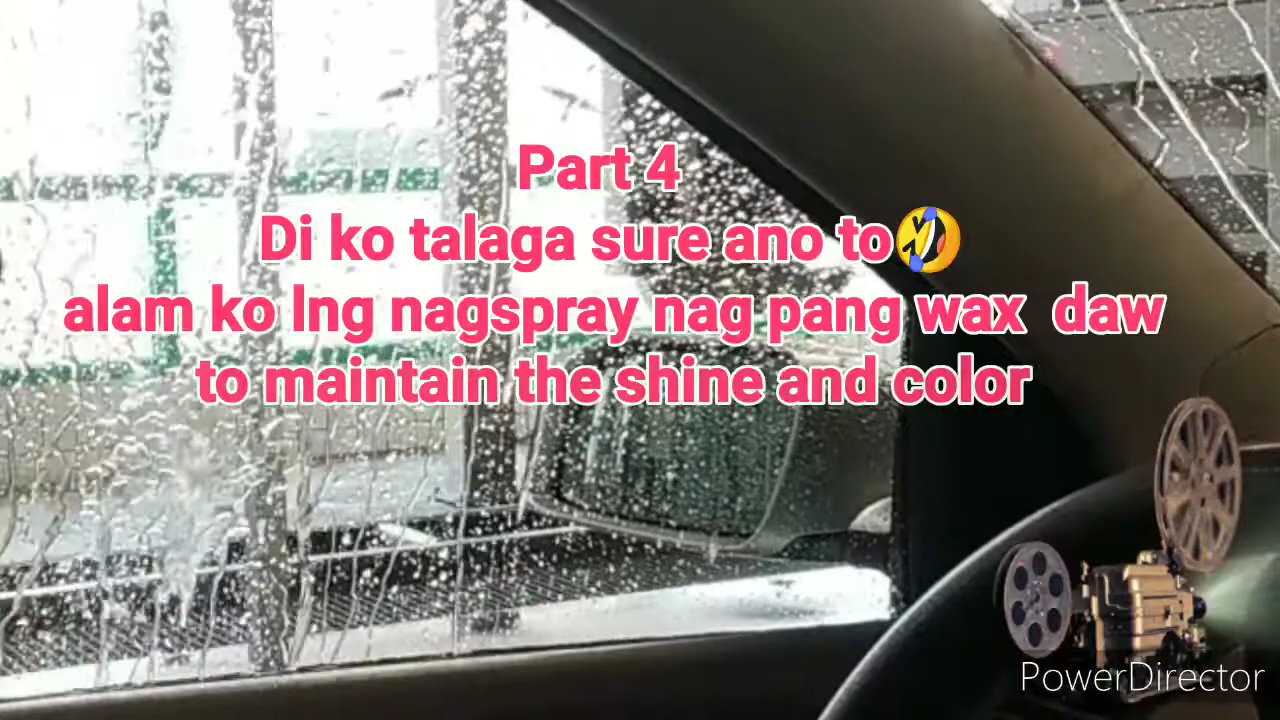 Part 4
Di ko talaga sure ano to🤣
alam ko lng nagspray nag pang wax daw
to maintain the shine and color
PowerDirector